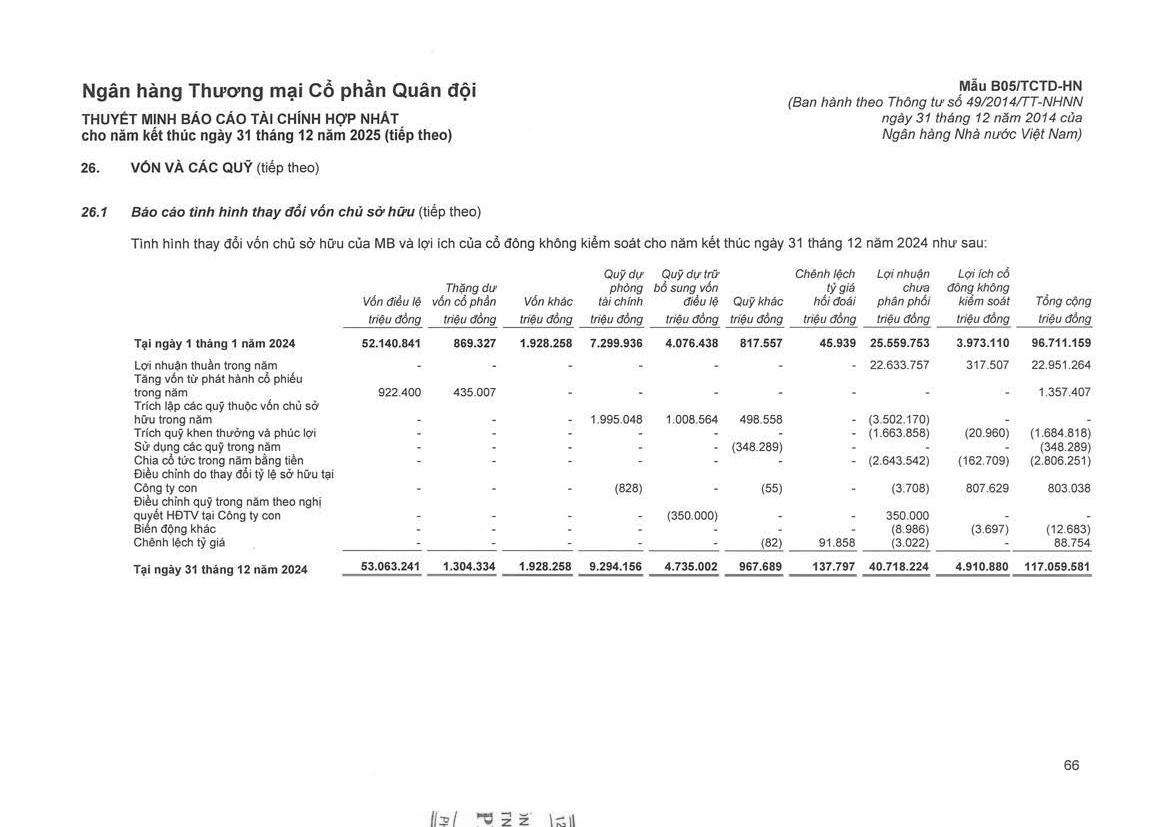 Ngân hàng Thương mại Cổ phần Quân đội
THUYẾT MINH BÁO CÁO TÀI CHÍNH HỢP NHẤT
cho năm kết thúc ngày 31 tháng 12 năm 2025 (tiếp theo)
Mẫu B05/TCTD-HN
(Ban hành theo Thông tư số 49/2014/TT-NHNN
ngày 31 tháng 12 năm 2014 của
Ngân hàng Nhà nước Việt Nam)
26. VỐN VÀ CÁC QUỸ (tiếp theo)
26.1 Báo cáo tình hình thay đổi vốn chủ sở hữu (tiếp theo)
Tình hình thay đổi vốn chủ sở hữu của MB và lợi ích của cổ đông không kiểm soát cho năm kết thúc ngày 31 tháng 12 năm 2024 như sau:
Quỹ dự Quỹ dự trữ Chênh lệch Lợi nhuận Lợi ích cổ
Thặng dư phòng bổ sung vốn tỷ giá chưa đông không
Vốn điều lệ vốn cổ phần Vốn khác tài chính điều lệ Quỹ khác hối đoái phân phối kiểm soát Tổng cộng
triệu đồng triệu đồng triệu đồng triệu đồng triệu đồng triệu đồng triệu đồng triệu đồng triệu đồng triệu đồng
Tại ngày 1 tháng 1 năm 2024 52.140.841 869.327 1.928.258 7.299.936 4.076.438 817.557 45.939 25.559.753 3.973.110 96.711.159
Lợi nhuận thuần trong năm - - - - - - - 22.633.757 317.507 22.951.264
Tăng vốn từ phát hành cổ phiếu
trong năm 922.400 435.007 - - - - - - - 1.357.407
Trích lập các quỹ thuộc vốn chủ sở
hữu trong năm - - - 1.995.048 1.008.564 498.558 - (3.502.170) - -
Trích quỹ khen thưởng và phúc lợi - - - - - - - (1.663.858) (20.960) (1.684.818)
Sử dụng các quỹ trong năm - - - - - (348.289) - - - (348.289)
Chia cổ tức trong năm bằng tiền - - - - - - - (2.643.542) (162.709) (2.806.251)
Điều chỉnh do thay đổi tỷ lệ sở hữu tại
Công ty con - - - (828) - (55) - (3.708) 807.629 803.038
Điều chỉnh quỹ trong năm theo nghị
quyết HĐTV tại Công ty con - - - - (350.000) - - 350.000 - -
Biến động khác - - - - - - - (8.986) (3.697) (12.683)
Chênh lệch tỷ giá - - - - - (82) 91.858 (3.022) - 88.754
Tại ngày 31 tháng 12 năm 2024 53.063.241 1.304.334 1.928.258 9.294.156 4.735.002 967.689 137.797 40.718.224 4.910.880 117.059.581
66